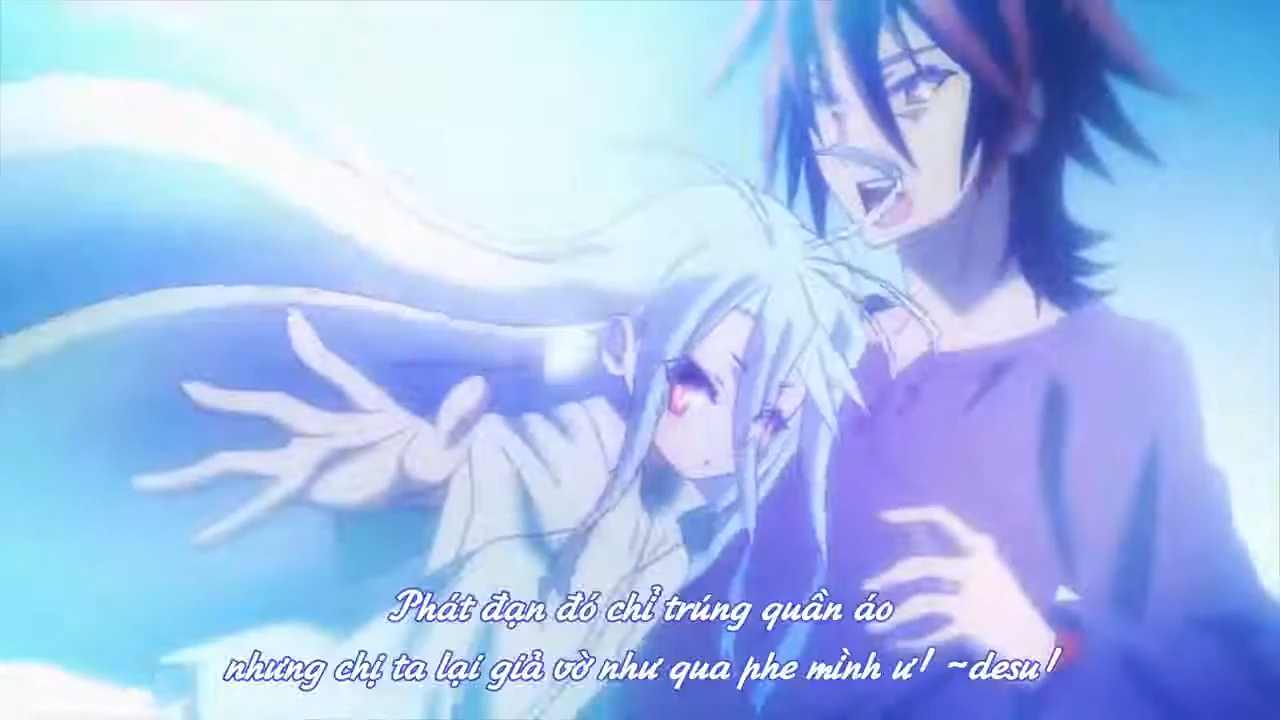 Phát đạn đó chỉ trúng quần áo
nhưng chị ta lại giả vờ như qua phe mình ư! ~desu!